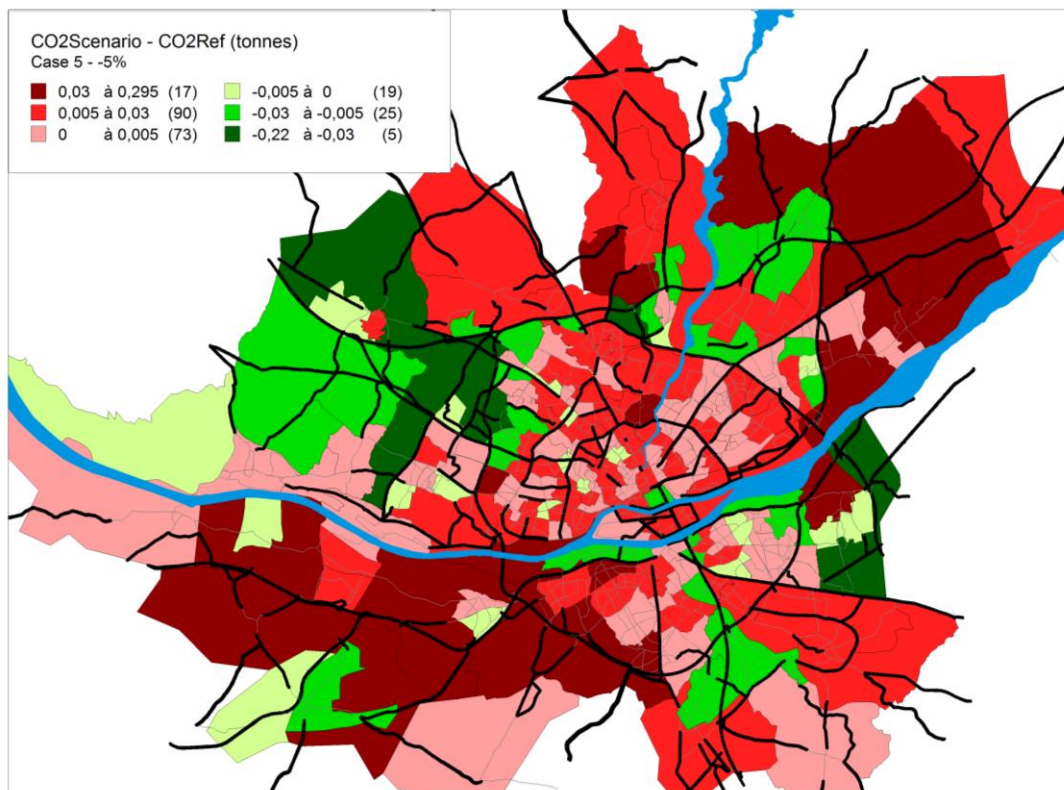 CO2Scenario - CO2Ref (tonnes)
Case 5 - -5%
0,03 à 0,295 (17) -0,005 à 0 (19)
0,005 à 0,03 (90) -0,03 à -0,005 (25)
0 à 0,005 (73) -0,22 à -0,03 (5)